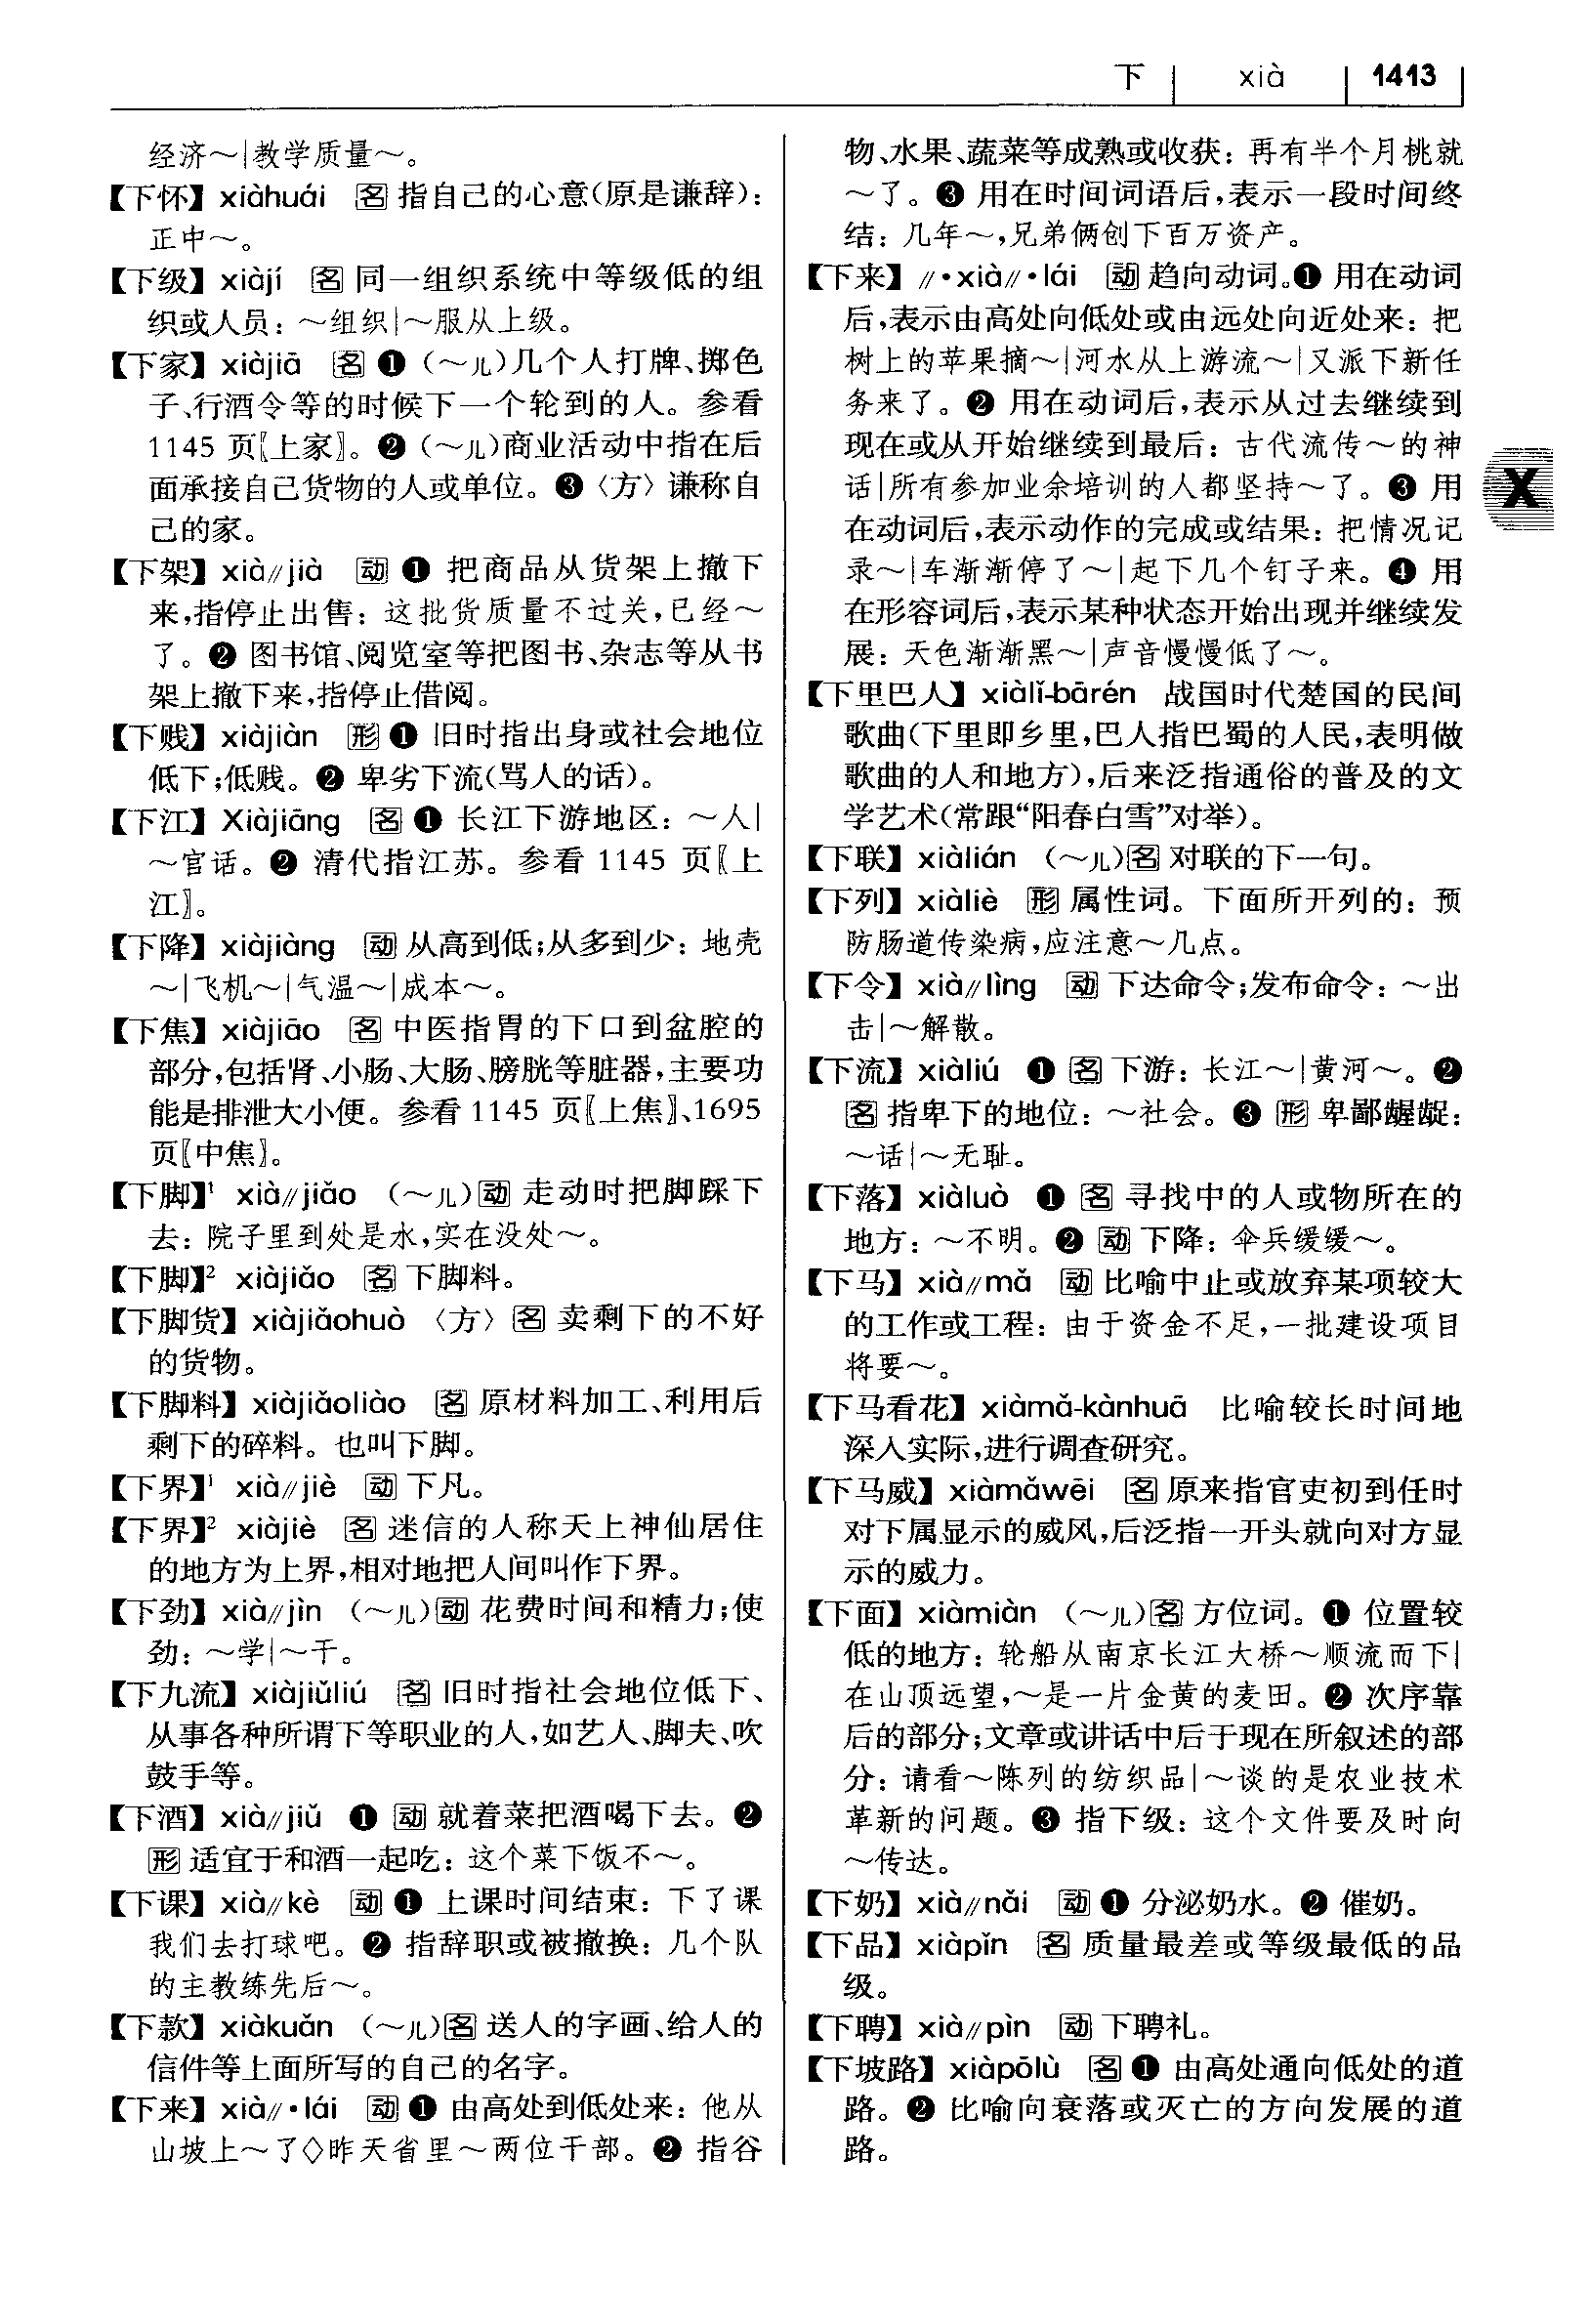 下 | xià | 1413
经济～|教学质量～。
【下怀】 xiàhuái 名 指自己的心意(原是谦辞)：
正中～。
【下级】 xiàjí 名 同一组织系统中等级低的组
织或人员：～组织|～服从上级。
【下家】 xiàjiā 名 ❶（～儿)几个人打牌、掷色
子、行酒令等的时候下一个轮到的人。参看
1145 页〖上家〗。❷（～儿)商业活动中指在后
面承接自己货物的人或单位。❸〈方〉谦称自
己的家。
【下架】 xià∥jià 动 ❶ 把商品从货架上撤下
来，指停止出售：这批货质量不过关，已经～
了。❷ 图书馆、阅览室等把图书、杂志等从书
架上撤下来，指停止借阅。
【下贱】 xiàjiàn 形 ❶ 旧时指出身或社会地位
低下；低贱。❷ 卑劣下流(骂人的话)。
【下江】 Xiàjiāng 名 ❶ 长江下游地区：～人|
～官话。❷ 清代指江苏。参看 1145 页〖上
江〗。
【下降】 xiàjiàng 动 从高到低；从多到少：地壳
～|飞机～|气温～|成本～。
【下焦】 xiàjiāo 名 中医指胃的下口到盆腔的
部分，包括肾、小肠、大肠、膀胱等脏器，主要功
能是排泄大小便。参看 1145 页〖上焦〗、1695
页〖中焦〗。
【下脚】¹ xià∥jiǎo （～儿)动 走动时把脚踩下
去：院子里到处是水，实在没处～。
【下脚】² xiàjiǎo 名 下脚料。
【下脚货】 xiàjiǎohuò 〈方〉名 卖剩下的不好
的货物。
【下脚料】 xiàjiǎoliào 名 原材料加工、利用后
剩下的碎料。也叫下脚。
【下界】¹ xià∥jiè 动 下凡。
【下界】² xiàjiè 名 迷信的人称天上神仙居住
的地方为上界，相对地把人间叫作下界。
【下劲】 xià∥jìn （～儿)动 花费时间和精力；使
劲：～学|～干。
【下九流】 xiàjiǔliú 名 旧时指社会地位低下、
从事各种所谓下等职业的人，如艺人、脚夫、吹
鼓手等。
【下酒】 xià∥jiǔ ❶ 动 就着菜把酒喝下去。❷
形 适宜于和酒一起吃：这个菜下饭不～。
【下课】 xià∥kè 动 ❶ 上课时间结束：下了课
我们去打球吧。❷ 指辞职或被撤换：几个队
的主教练先后～。
【下款】 xiàkuǎn （～儿)名 送人的字画、给人的
信件等上面所写的自己的名字。
【下来】 xià∥·lái 动 ❶ 由高处到低处来：他从
山坡上～了◇昨天省里～两位干部。❷ 指谷
物、水果、蔬菜等成熟或收获：再有半个月桃就
～了。❸ 用在时间词语后，表示一段时间终
结：几年～，兄弟俩创下百万资产。
【下来】 ∥·xià∥·lái 动 趋向动词。❶ 用在动词
后，表示由高处向低处或由远处向近处来：把
树上的苹果摘～|河水从上游流～|又派下新任
务来了。❷ 用在动词后，表示从过去继续到
现在或从开始继续到最后：古代流传～的神
话|所有参加业余培训的人都坚持～了。❸ 用
在动词后，表示动作的完成或结果：把情况记
录～|车渐渐停了～|起下几个钉子来。❹ 用
在形容词后，表示某种状态开始出现并继续发
展：天色渐渐黑～|声音慢慢低了～。
【下里巴人】 xiàlǐ-bārén 战国时代楚国的民间
歌曲(下里即乡里，巴人指巴蜀的人民，表明做
歌曲的人和地方)，后来泛指通俗的普及的文
学艺术(常跟“阳春白雪”对举)。
【下联】 xiàlián （～儿)名 对联的下一句。
【下列】 xiàliè 形 属性词。下面所开列的：预
防肠道传染病，应注意～几点。
【下令】 xià∥lìng 动 下达命令；发布命令：～出
击|～解散。
【下流】 xiàliú ❶ 名 下游：长江～|黄河～。❷
名 指卑下的地位：～社会。❸ 形 卑鄙龌龊：
～话|～无耻。
【下落】 xiàluò ❶ 名 寻找中的人或物所在的
地方：～不明。❷ 动 下降：伞兵缓缓～。
【下马】 xià∥mǎ 动 比喻中止或放弃某项较大
的工作或工程：由于资金不足，一批建设项目
将要～。
【下马看花】 xiàmǎ-kànhuā 比喻较长时间地
深入实际，进行调查研究。
【下马威】 xiàmǎwēi 名 原来指官吏初到任时
对下属显示的威风，后泛指一开头就向对方显
示的威力。
【下面】 xiàmiàn （～儿)名 方位词。❶ 位置较
低的地方：轮船从南京长江大桥～顺流而下|
在山顶远望，～是一片金黄的麦田。❷ 次序靠
后的部分；文章或讲话中后于现在所叙述的部
分：请看～陈列的纺织品|～谈的是农业技术
革新的问题。❸ 指下级：这个文件要及时向
～传达。
【下奶】 xià∥nǎi 动 ❶ 分泌奶水。❷ 催奶。
【下品】 xiàpǐn 名 质量最差或等级最低的品
级。
【下聘】 xià∥pìn 动 下聘礼。
【下坡路】 xiàpōlù 名 ❶ 由高处通向低处的道
路。❷ 比喻向衰落或灭亡的方向发展的道
路。
X